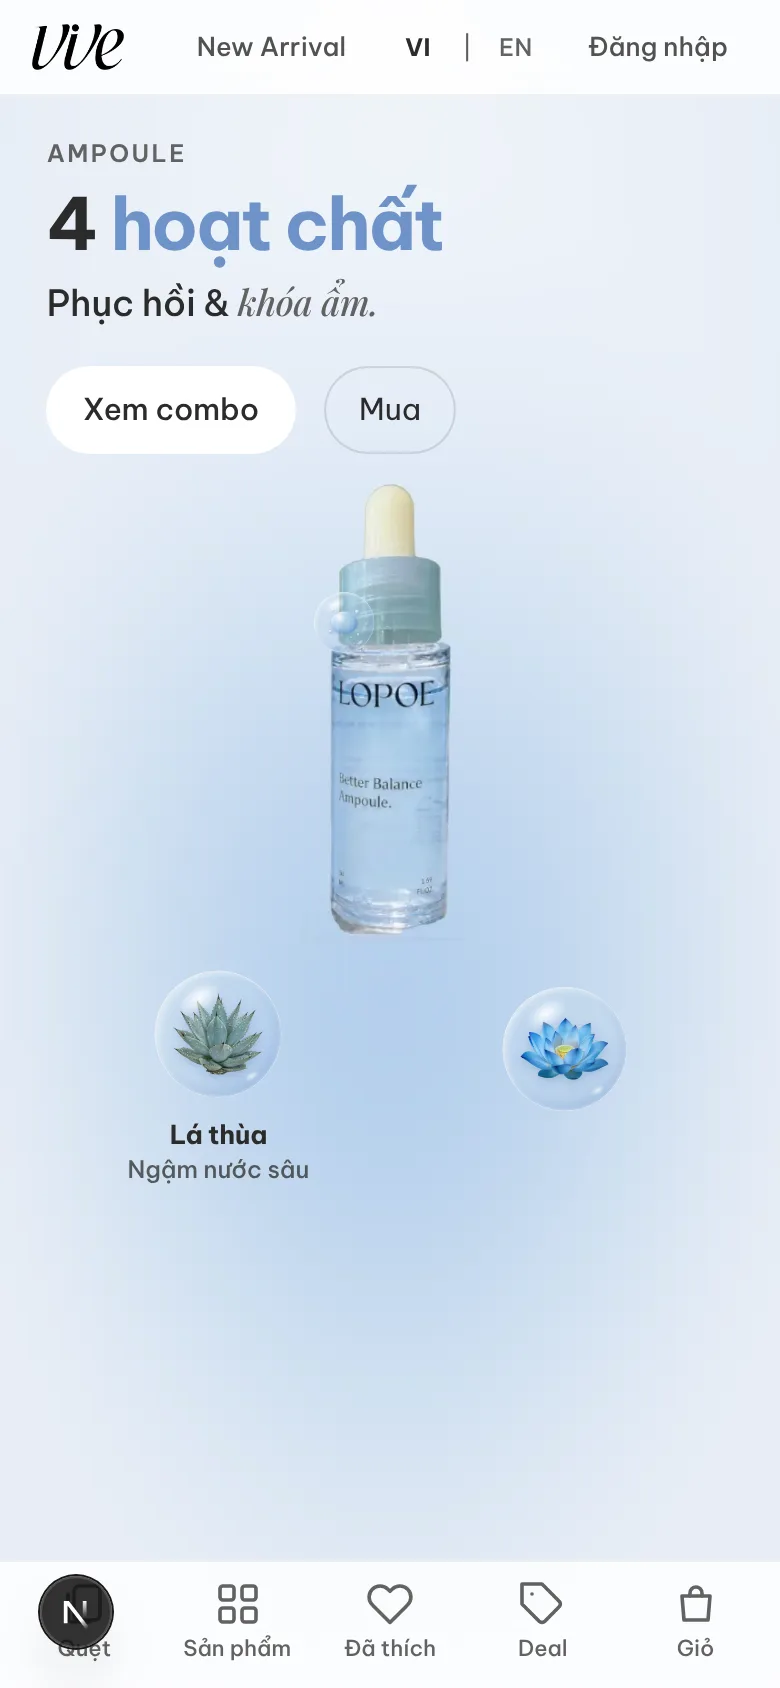 ViVe
New Arrival
VI | EN
Đăng nhập
AMPOULE
4 hoạt chất
Phục hồi & khóa ẩm.
Xem combo
Mua
LOPOE
Better Balance
Ampoule.
Lá thùa
Ngậm nước sâu
N
Quẹt
Sản phẩm
Đã thích
Deal
Giỏ